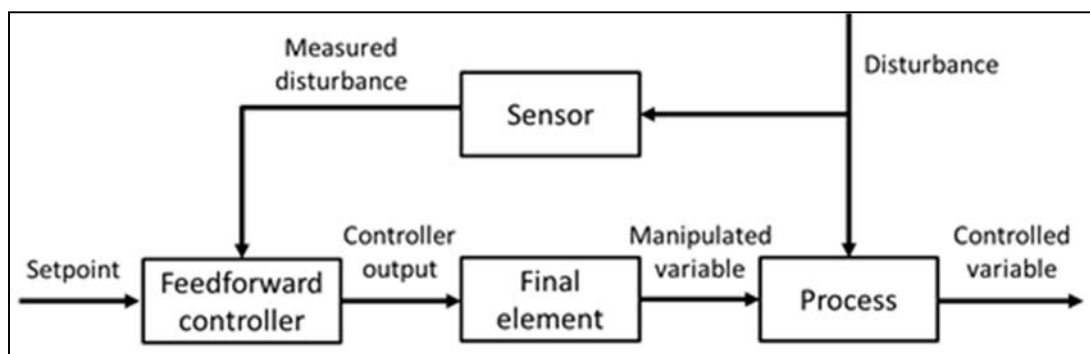 Measured
disturbance
Sensor
Disturbance
Setpoint
Feedforward
controller
Controller
output
Final
element
Manipulated
variable
Process
Controlled
variable